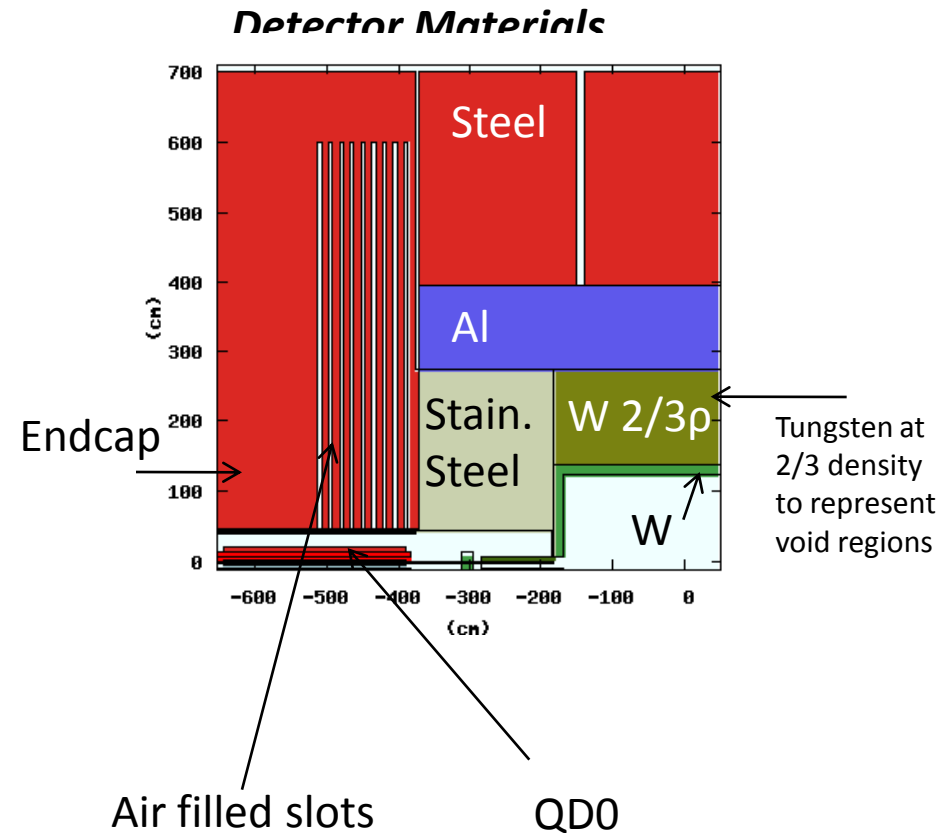 Detector Materials
700
600
500
400
300
200
100
0
(cm)
-600 -500 -400 -300 -200 -100 0
(cm)
Steel
Al
Stain.
Steel
W 2/3ρ
W
Endcap
Tungsten at
2/3 density
to represent
void regions
Air filled slots
QD0